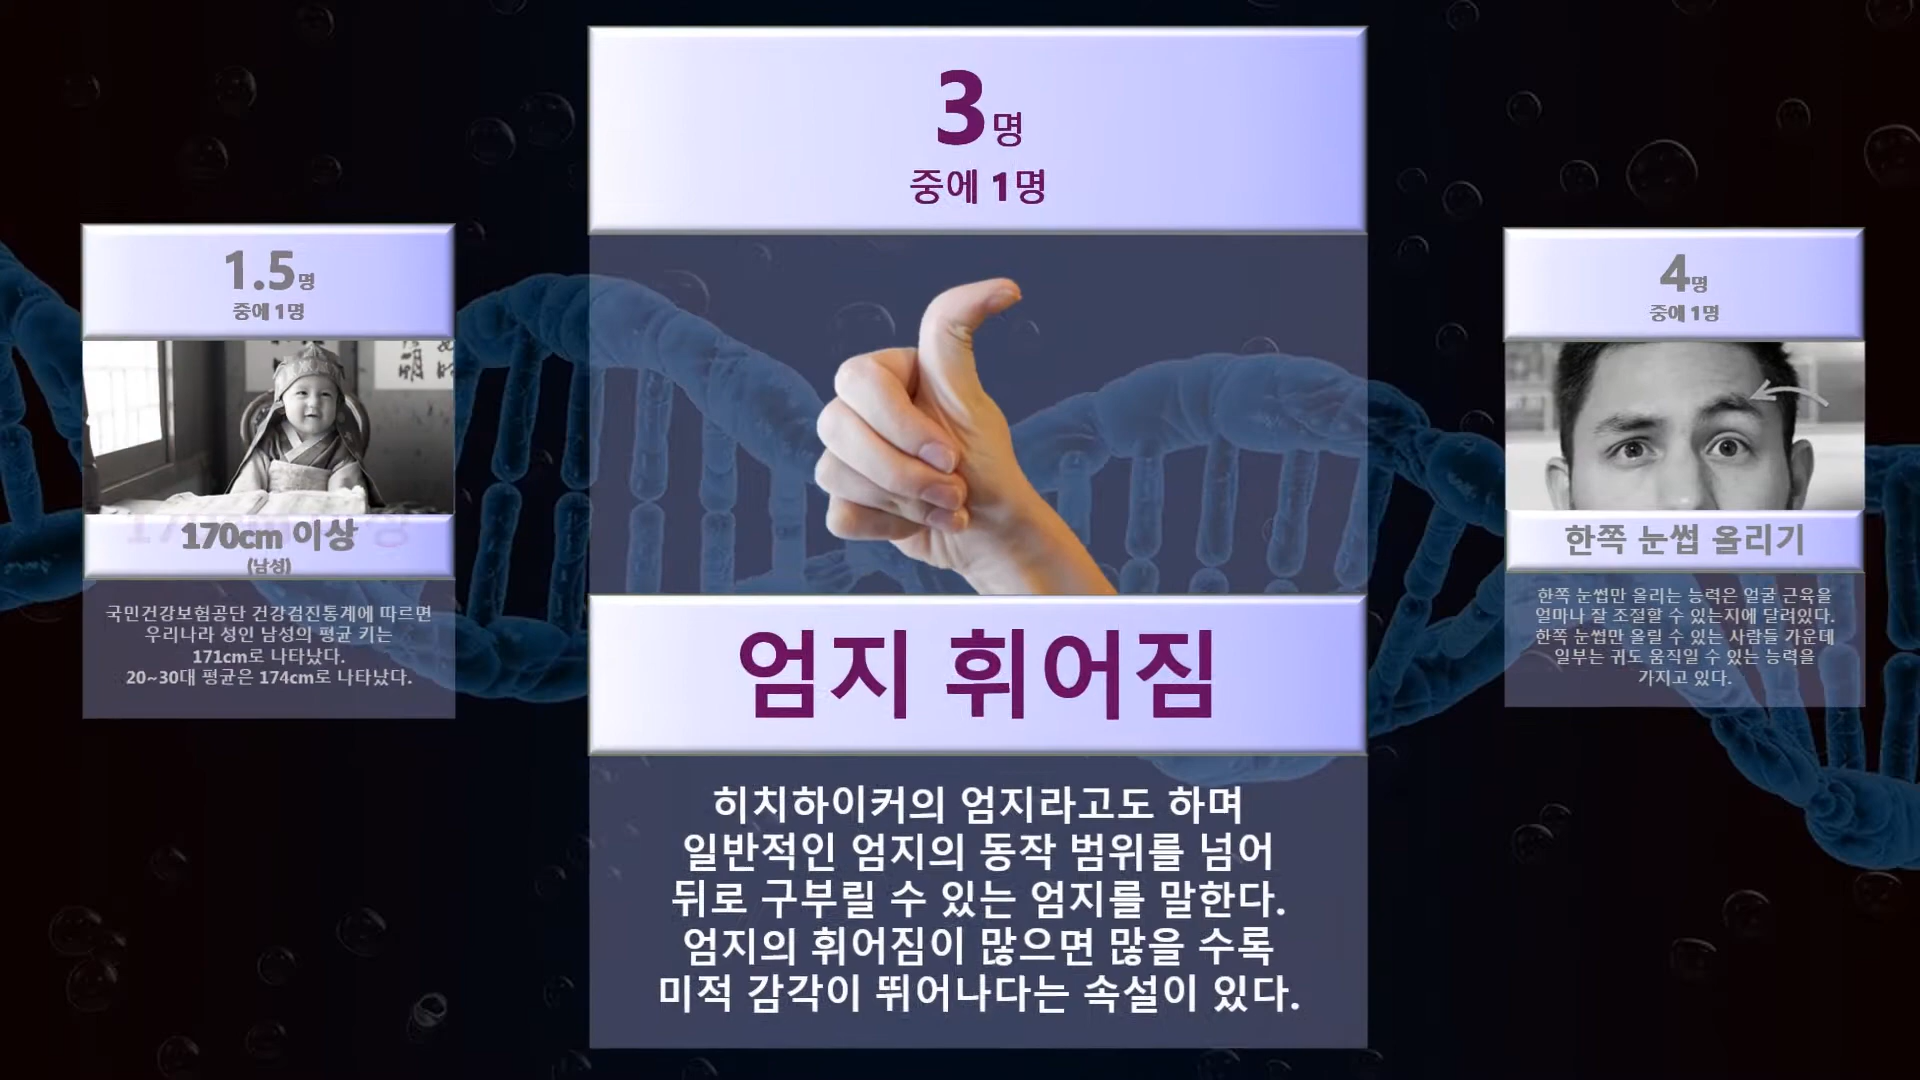 1.5명
중에 1명
170cm 이상
(남성)
국민건강보험공단 건강검진통계에 따르면
우리나라 성인 남성의 평균 키는
171cm로 나타났다.
20~30대 평균은 174cm로 나타났다.
3명
중에 1명
엄지 휘어짐
히치하이커의 엄지라고도 하며
일반적인 엄지의 동작 범위를 넘어
뒤로 구부릴 수 있는 엄지를 말한다.
엄지의 휘어짐이 많으면 많을 수록
미적 감각이 뛰어나다는 속설이 있다.
4명
중에 1명
한쪽 눈썹 올리기
한쪽 눈썹만 올리는 능력은 얼굴 근육을
얼마나 잘 조절할 수 있는지에 달려있다.
한쪽 눈썹만 올릴 수 있는 사람들 가운데
일부는 귀도 움직일 수 있는 능력을
가지고 있다.